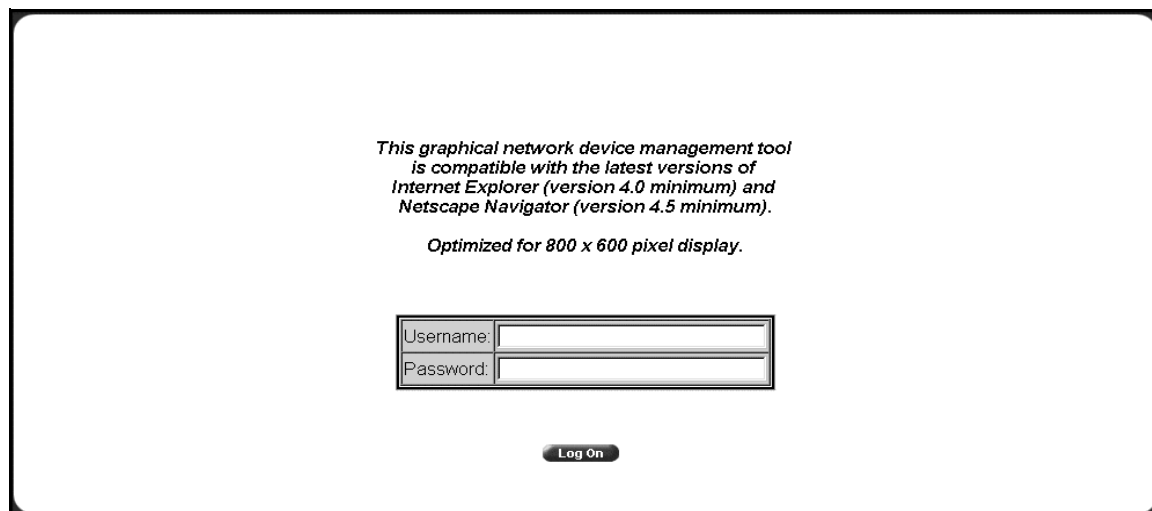 This graphical network device management tool
is compatible with the latest versions of
Internet Explorer (version 4.0 minimum) and
Netscape Navigator (version 4.5 minimum).
Optimized for 800 x 600 pixel display.
Username:
Password:
Log On